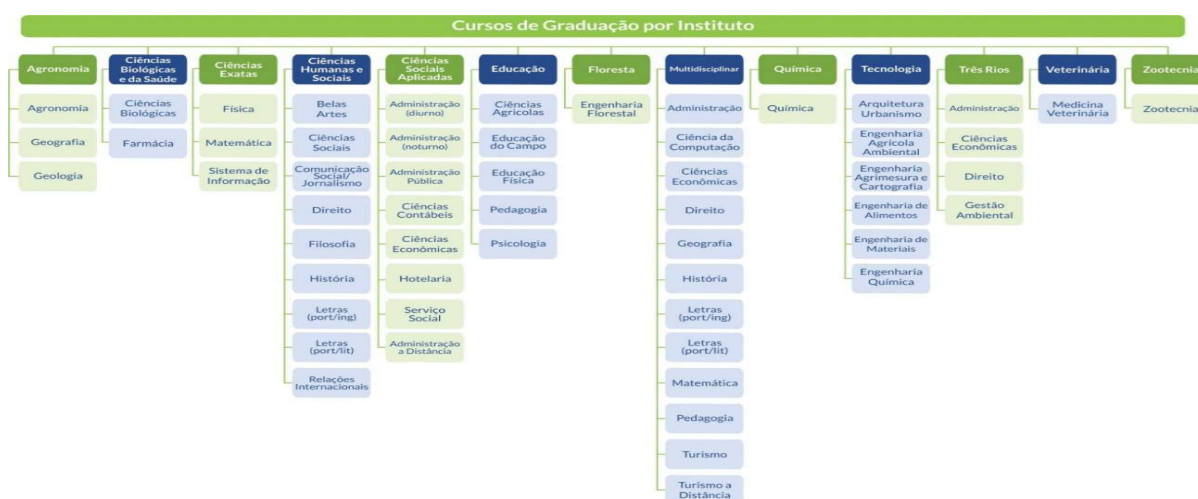 Cursos de Graduação por Instituto
Agronomia
Agronomia
Geografia
Geologia
Ciências
Biológicas
e da Saúde
Ciências
Biológicas
Farmácia
Ciências
Exatas
Física
Matemática
Sistema de
Informação
Ciências
Humanas e
Sociais
Belas
Artes
Ciências
Sociais
Comunicação
Social/
Jornalismo
Direito
Filosofia
História
Letras
(port/ing)
Letras
(port/lit)
Relações
Internacionais
Ciências
Sociais
Aplicadas
Administração
(diurno)
Administração
(noturno)
Administração
Pública
Ciências
Contábeis
Ciências
Econômicas
Hotelaria
Serviço
Social
Administração
a Distância
Educação
Ciências
Agrícolas
Educação
do Campo
Educação
Física
Pedagogia
Psicologia
Floresta
Engenharia
Florestal
Multidisciplinar
Administração
Ciência da
Computação
Ciências
Econômicas
Direito
Geografia
História
Letras
(port/ing)
Letras
(port/lit)
Matemática
Pedagogia
Turismo
Turismo a
Distância
Química
Química
Tecnologia
Arquitetura
Urbanismo
Engenharia
Agrícola
Ambiental
Engenharia
Agrimesura e
Cartografia
Engenharia de
Alimentos
Engenharia de
Materiais
Engenharia
Química
Três Rios
Administração
Ciências
Econômicas
Direito
Gestão
Ambiental
Veterinária
Medicina
Veterinária
Zootecnia
Zootecnia